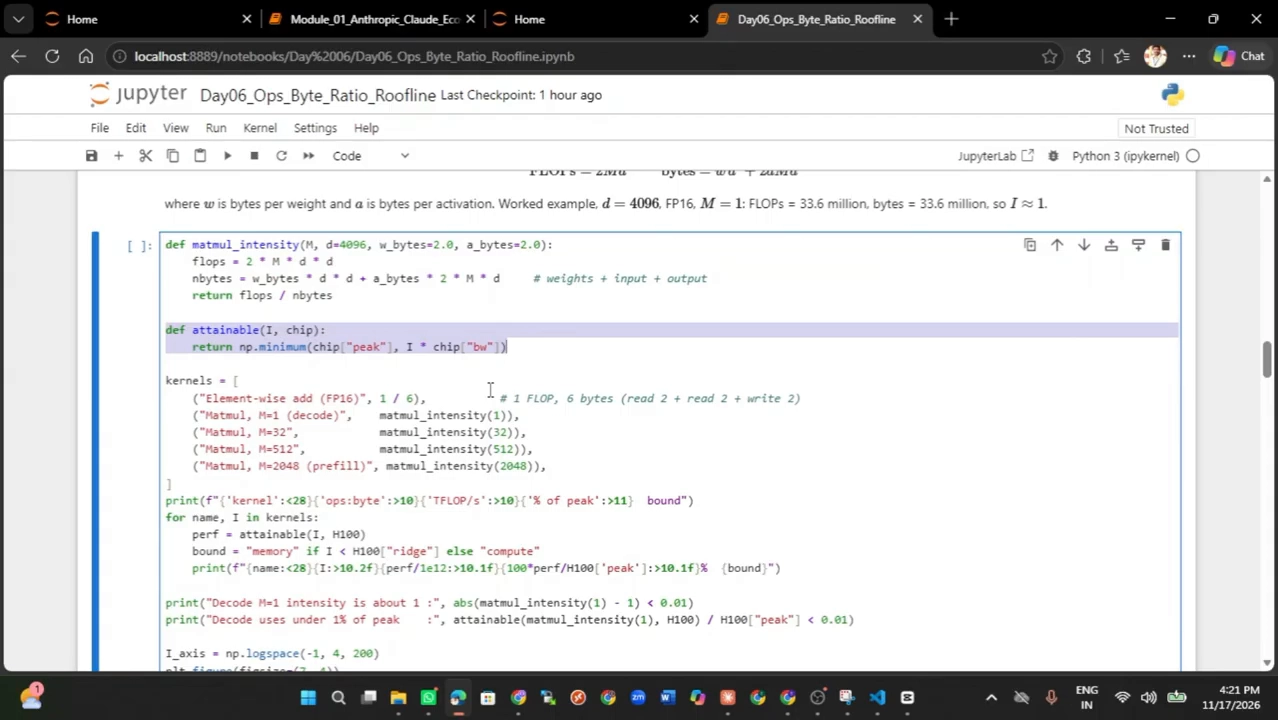 Home
Module_01_Anthropic_Claude_Eco
Home
Day06_Ops_Byte_Ratio_Roofline
localhost:8889/notebooks/Day%2006/Day06_Ops_Byte_Ratio_Roofline.ipynb
Chat
jupyter Day06_Ops_Byte_Ratio_Roofline Last Checkpoint: 1 hour ago
File Edit View Run Kernel Settings Help
Not Trusted
Code
JupyterLab
Python 3 (ipykernel)
where w is bytes per weight and a is bytes per activation. Worked example, d = 4096, FP16, M = 1: FLOPs = 33.6 million, bytes = 33.6 million, so I ≈ 1.
[ ]:
def matmul_intensity(M, d=4096, w_bytes=2.0, a_bytes=2.0):
    flops = 2 * M * d * d
    nbytes = w_bytes * d * d + a_bytes * 2 * M * d     # weights + input + output
    return flops / nbytes
def attainable(I, chip):
    return np.minimum(chip["peak"], I * chip["bw"])
kernels = [
    ("Element-wise add (FP16)", 1 / 6),           # 1 FLOP, 6 bytes (read 2 + read 2 + write 2)
    ("Matmul, M=1 (decode)",    matmul_intensity(1)),
    ("Matmul, M=32",            matmul_intensity(32)),
    ("Matmul, M=512",           matmul_intensity(512)),
    ("Matmul, M=2048 (prefill)", matmul_intensity(2048)),
]
print(f"{'kernel':<28}{'ops:byte':>10}{'TFLOP/s':>10}{'% of peak':>11}  bound")
for name, I in kernels:
    perf = attainable(I, H100)
    bound = "memory" if I < H100["ridge"] else "compute"
    print(f"{name:<28}{I:>10.2f}{perf/1e12:>10.1f}{100*perf/H100['peak']:>10.1f}%  {bound}")
print("Decode M=1 intensity is about 1 :", abs(matmul_intensity(1) - 1) < 0.01)
print("Decode uses under 1% of peak    :", attainable(matmul_intensity(1), H100) / H100["peak"] < 0.01)
I_axis = np.logspace(-1, 4, 200)
1
zm
ENG
IN
4:21 PM
11/17/2026